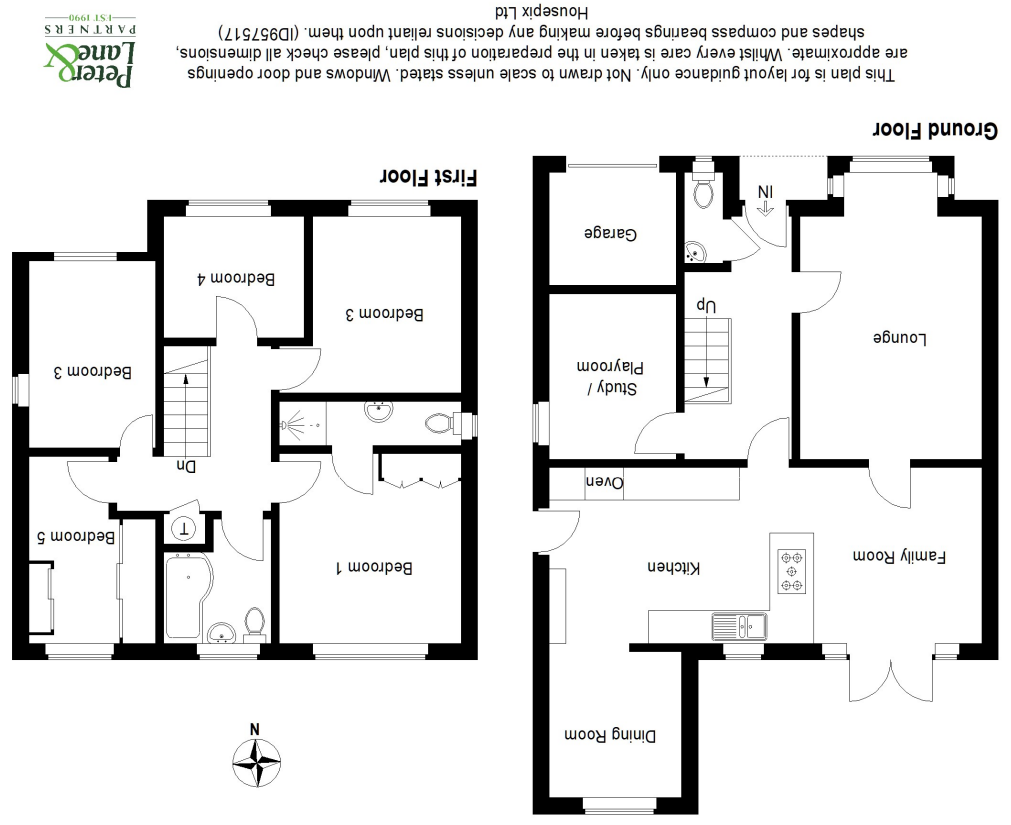 Dining Room
N
Family Room
Kitchen
Oven
Bedroom 1
Bedroom 5
T
Dn
Lounge
Study /
Playroom
Up
Bedroom 3
Bedroom 3
Bedroom 4
Garage
IN
First Floor
Ground Floor
This plan is for layout guidance only. Not drawn to scale unless stated. Windows and door openings
are approximate. Whilst every care is taken in the preparation of this plan, please check all dimensions,
shapes and compass bearings before making any decisions reliant upon them. (ID957517)
Housepix Ltd
Peter
Lane &
PARTNERS
EST 1990